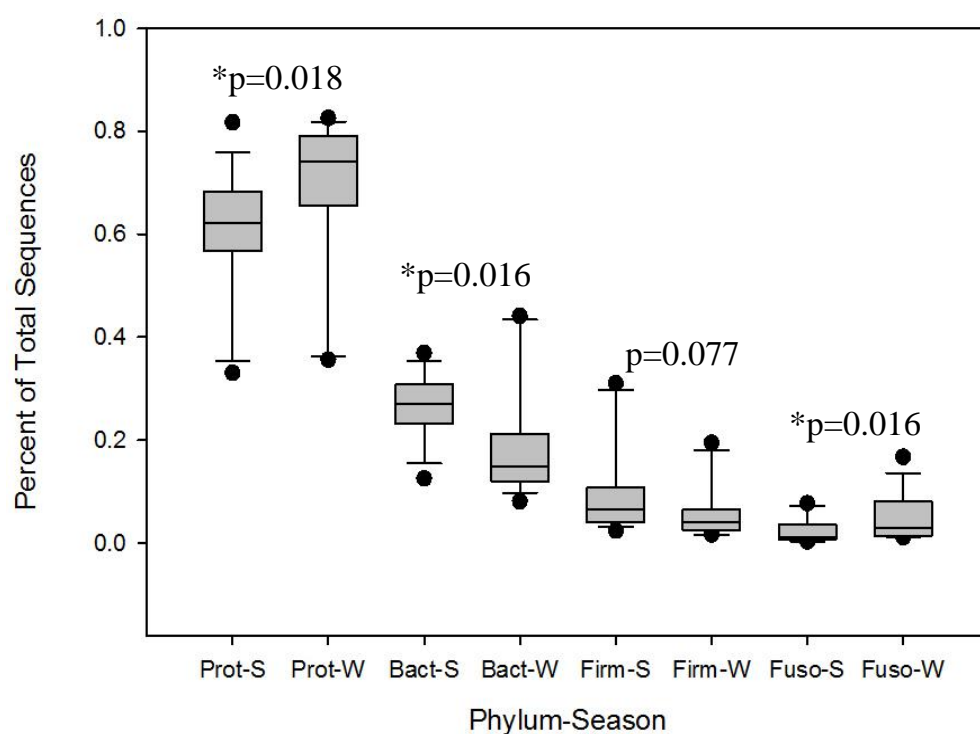 1.0
*p=0.018
0.8
0.6
*p=0.016
0.4
p=0.077
*p=0.016
0.2
0.0
Percent of Total Sequences
Prot-S Prot-W Bact-S Bact-W Firm-S Firm-W Fuso-S Fuso-W
Phylum-Season